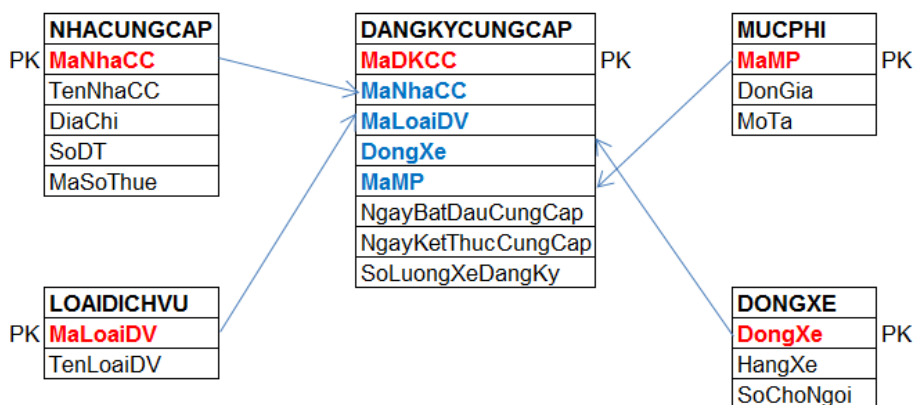 NHACUNGCAP
PK MaNhaCC
TenNhaCC
DiaChi
SoDT
MaSoThue
DANGKYCUNGCAP
MaDKCC PK
MaNhaCC
MaLoaiDV
DongXe
MaMP
NgayBatDauCungCap
NgayKetThucCungCap
SoLuongXeDangKy
MUCPHI
MaMP PK
DonGia
MoTa
LOAIDICHVU
PK MaLoaiDV
TenLoaiDV
DONGXE
DongXe PK
HangXe
SoChoNgoi